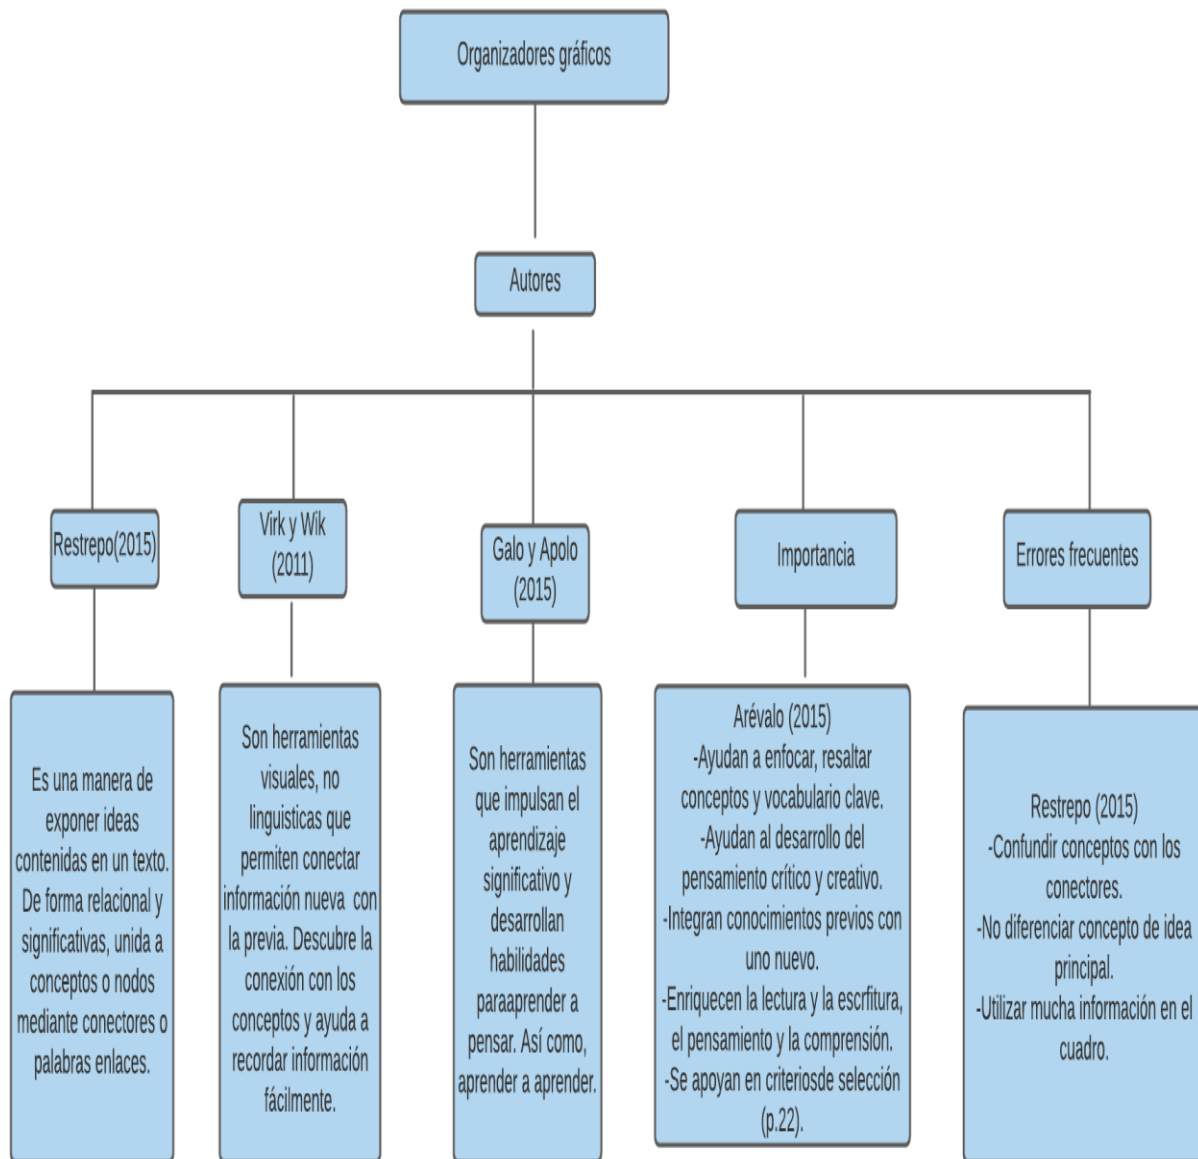 Organizadores gráficos
Autores
Restrepo(2015)
Virk y Wik
(2011)
Galo y Apolo
(2015)
Importancia
Errores frecuentes
Es una manera de
exponer ideas
contenidas en un texto.
De forma relacional y
significativas, unida a
conceptos o nodos
mediante conectores o
palabras enlaces.
Son herramientas
visuales, no
linguisticas que
permiten conectar
información nueva  con
la previa. Descubre la
conexión con los
conceptos y ayuda a
recordar información
fácilmente.
Son herramientas
que impulsan el
aprendizaje
significativo y
desarrollan
habilidades
paraaprender a
pensar. Así como,
aprender a aprender.
Arévalo (2015)
-Ayudan a enfocar, resaltar
conceptos y vocabulario clave.
-Ayudan al desarrollo del
pensamiento crítico y creativo.
-Integran conocimientos previos con
uno nuevo.
-Enriquecen la lectura y la escrfitura,
el pensamiento y la comprensión.
-Se apoyan en criteriosde selección
(p.22).
Restrepo (2015)
-Confundir conceptos con los
conectores.
-No diferenciar concepto de idea
principal.
-Utilizar mucha información en el
cuadro.